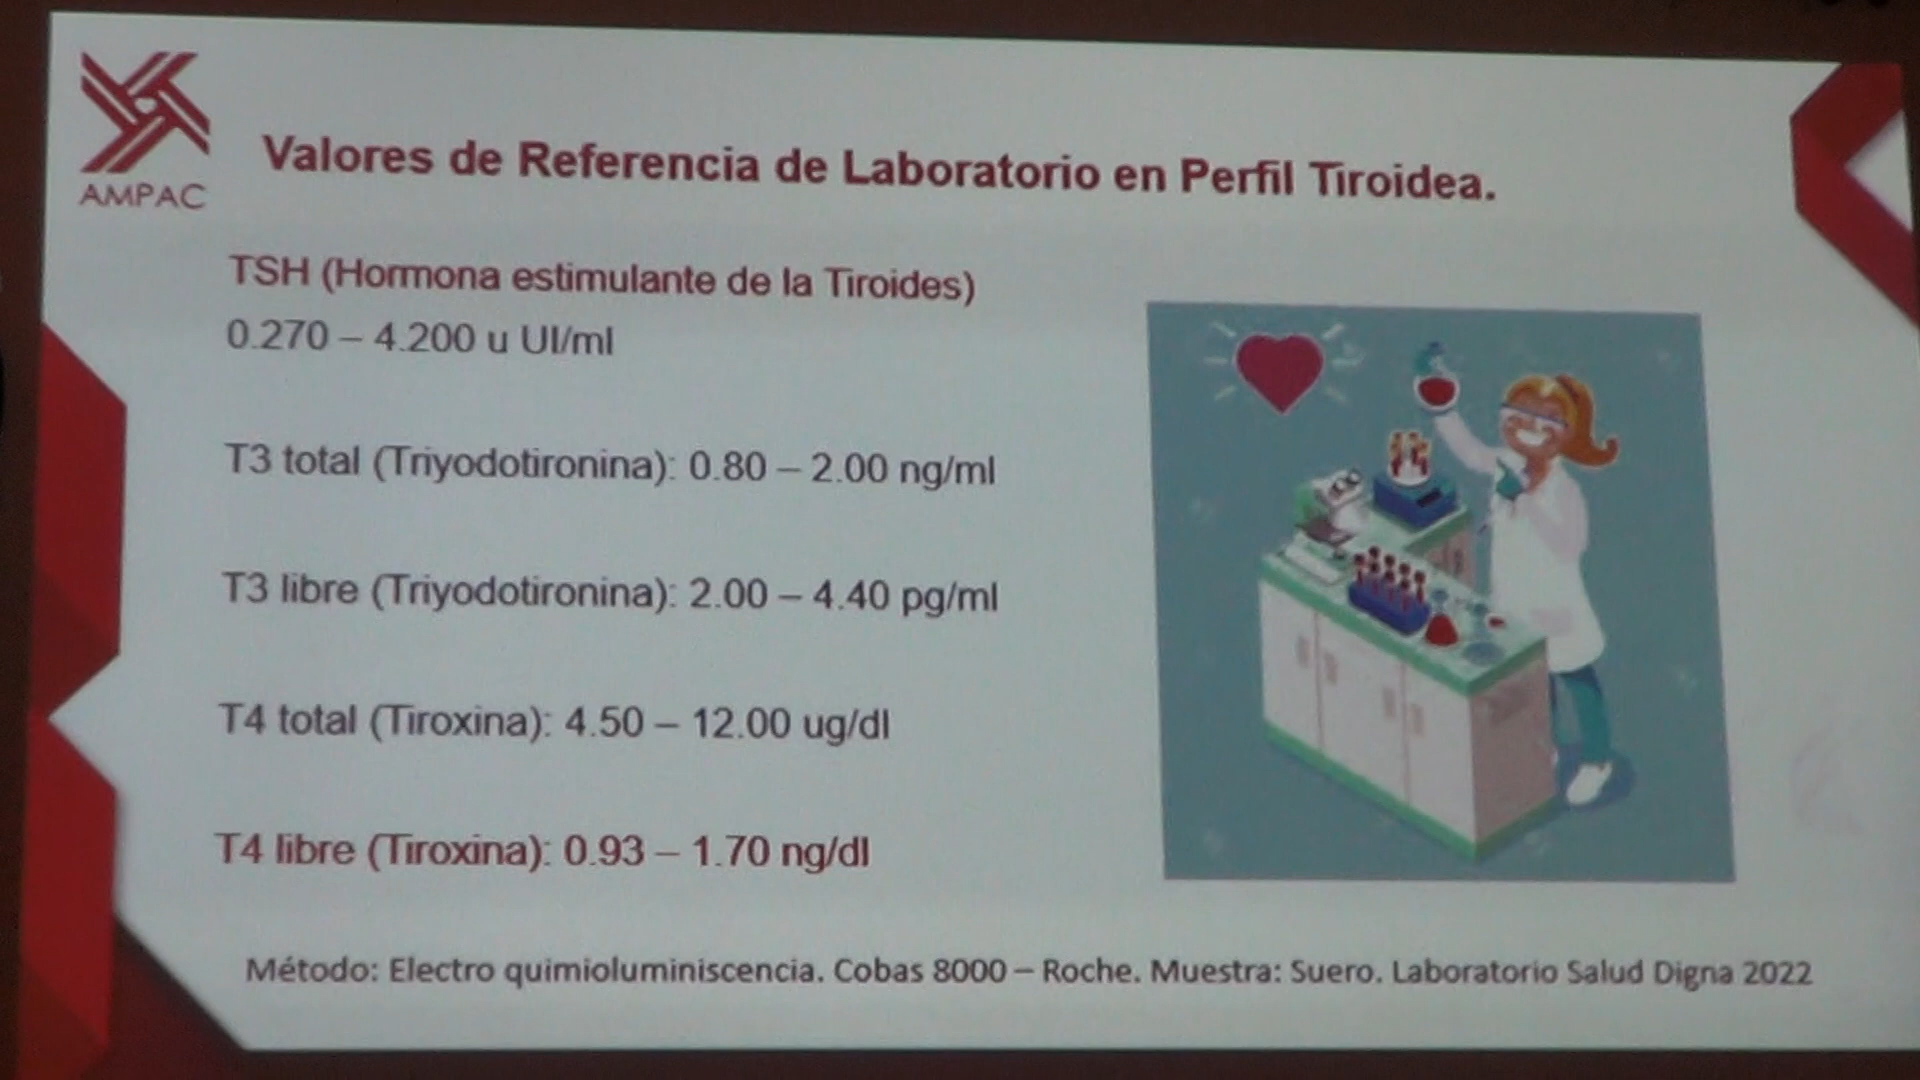 AMPAC
Valores de Referencia de Laboratorio en Perfil Tiroidea.
TSH (Hormona estimulante de la Tiroides)
0.270 – 4.200 u UI/ml
T3 total (Triyodotironina): 0.80 – 2.00 ng/ml
T3 libre (Triyodotironina): 2.00 – 4.40 pg/ml
T4 total (Tiroxina): 4.50 – 12.00 ug/dl
T4 libre (Tiroxina): 0.93 – 1.70 ng/dl
Método: Electro quimioluminiscencia. Cobas 8000 – Roche. Muestra: Suero. Laboratorio Salud Digna 2022